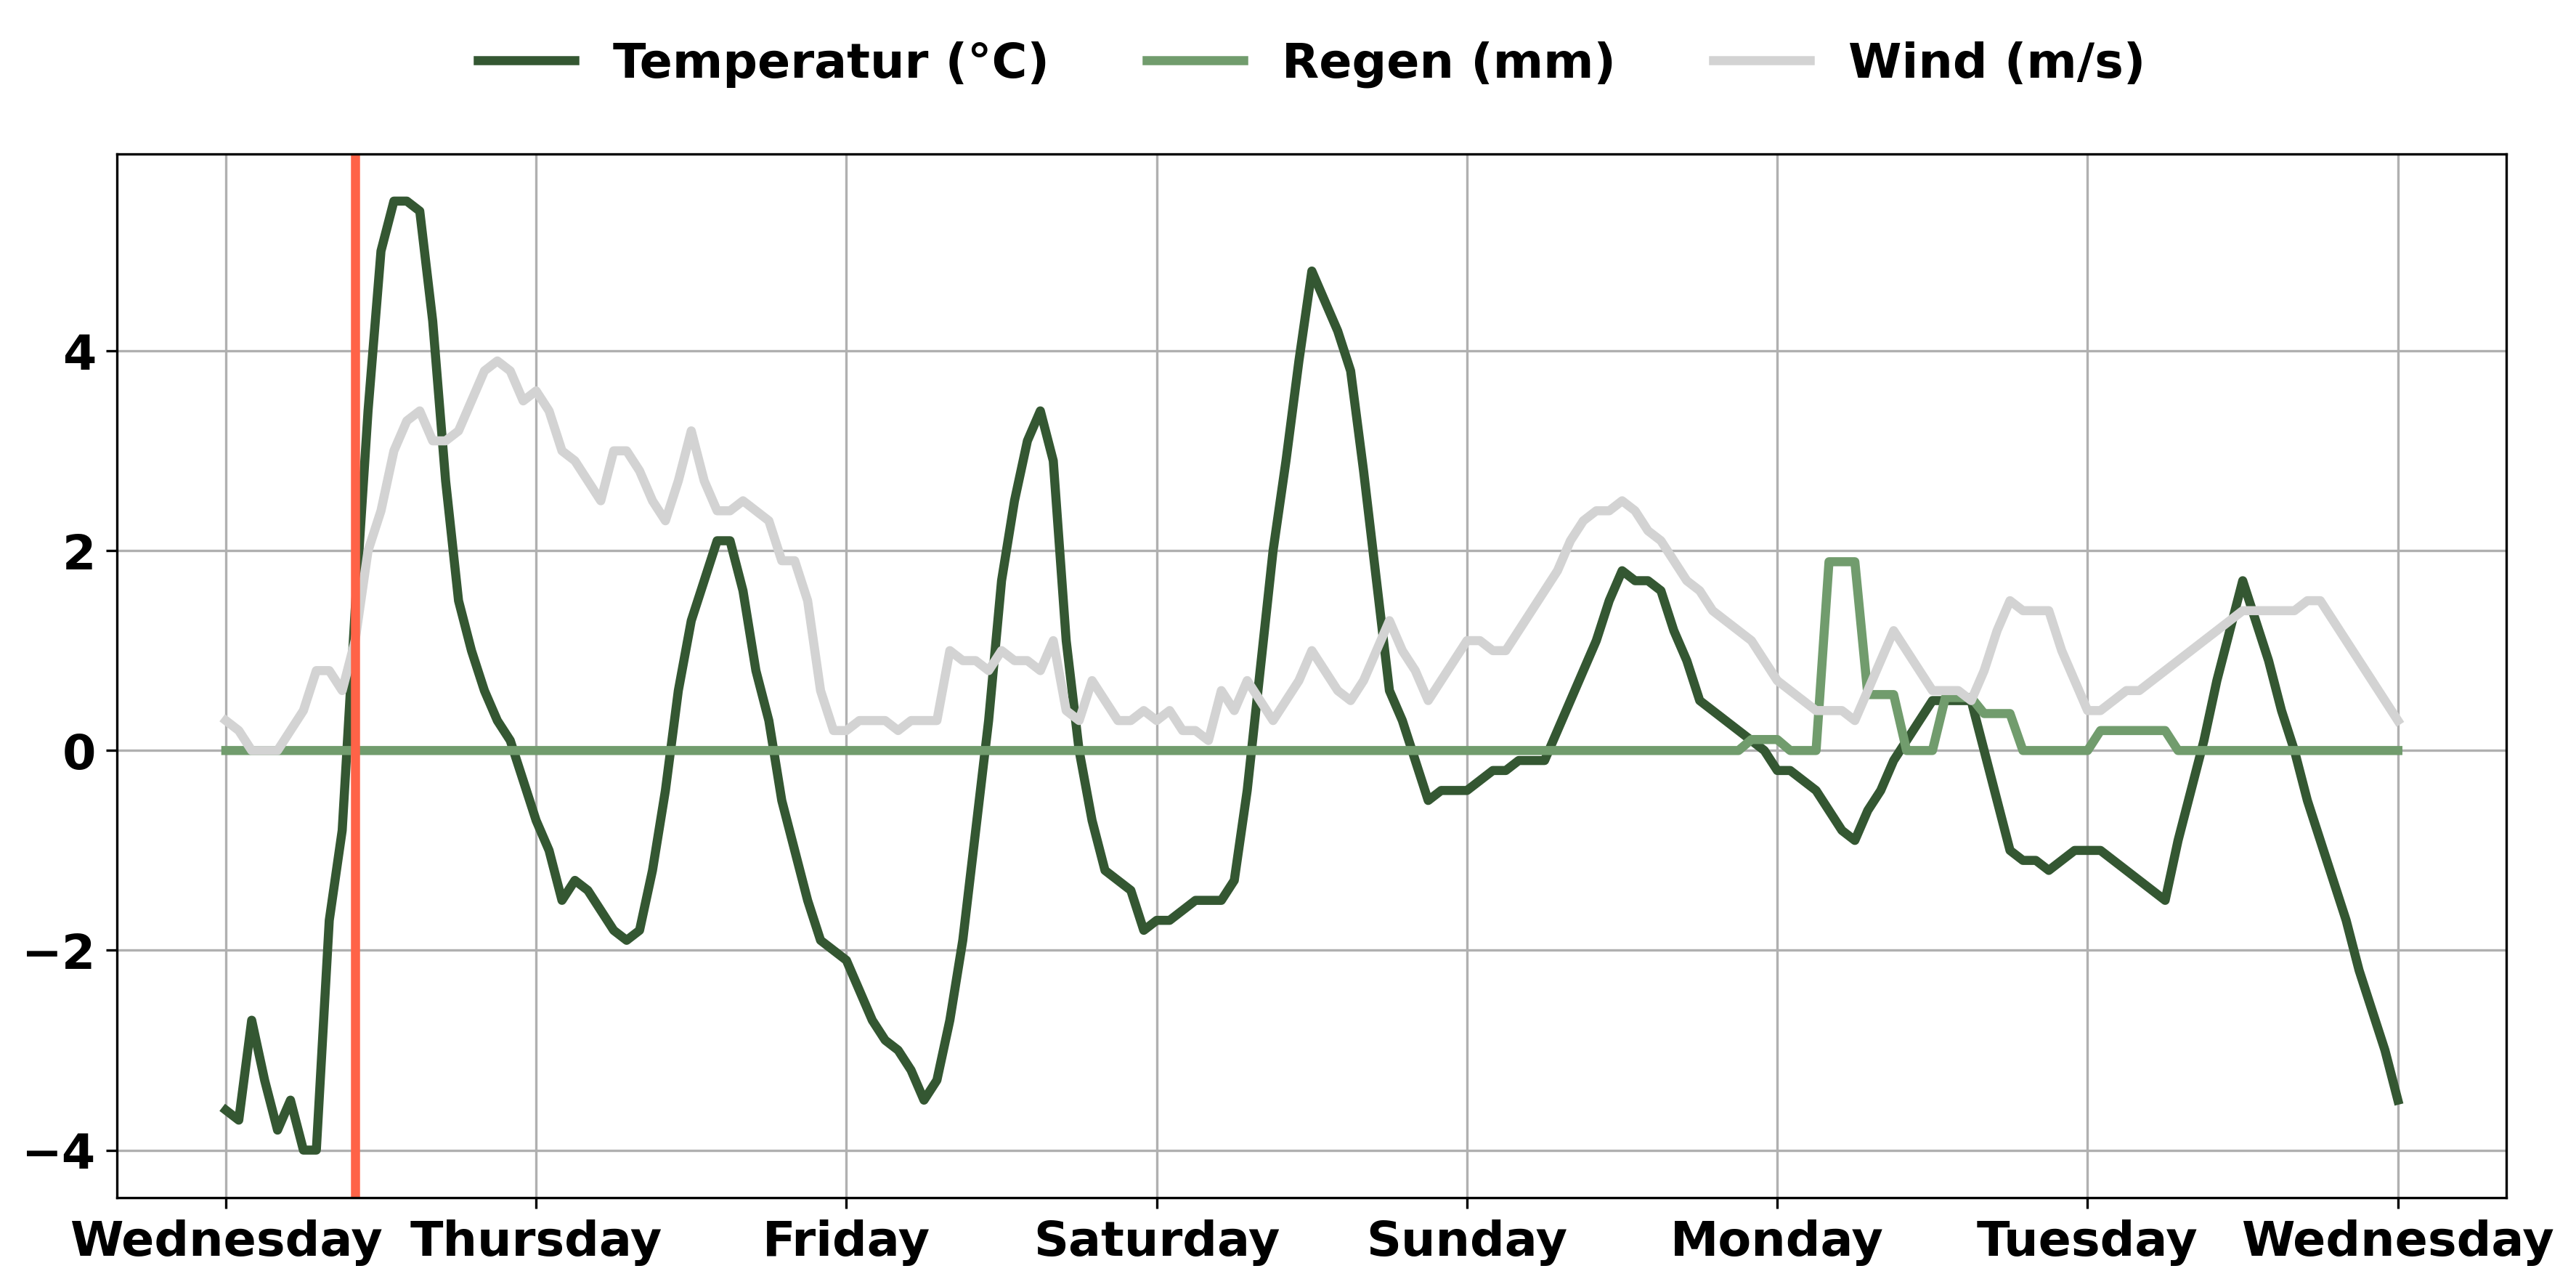 Temperatur (°C) Regen (mm) Wind (m/s)
4
2
0
−2
−4
Wednesday Thursday Friday Saturday Sunday Monday Tuesday Wednesday